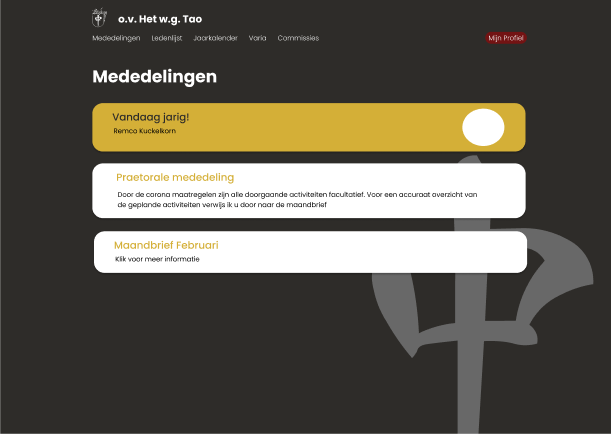 o.v. Het w.g. Tao
Mededelingen Ledenlijst Jaarkalender Varia Commissies Mijn Profiel
Mededelingen
Vandaag jarig!
Remco Kuckelkorn
Praetorale mededeling
Door de corona maatregelen zijn alle doorgaande activiteiten facultatief. Voor een accuraat overzicht van
de geplande activiteiten verwijs ik u door naar de maandbrief
Maandbrief Februari
Klik voor meer informatie